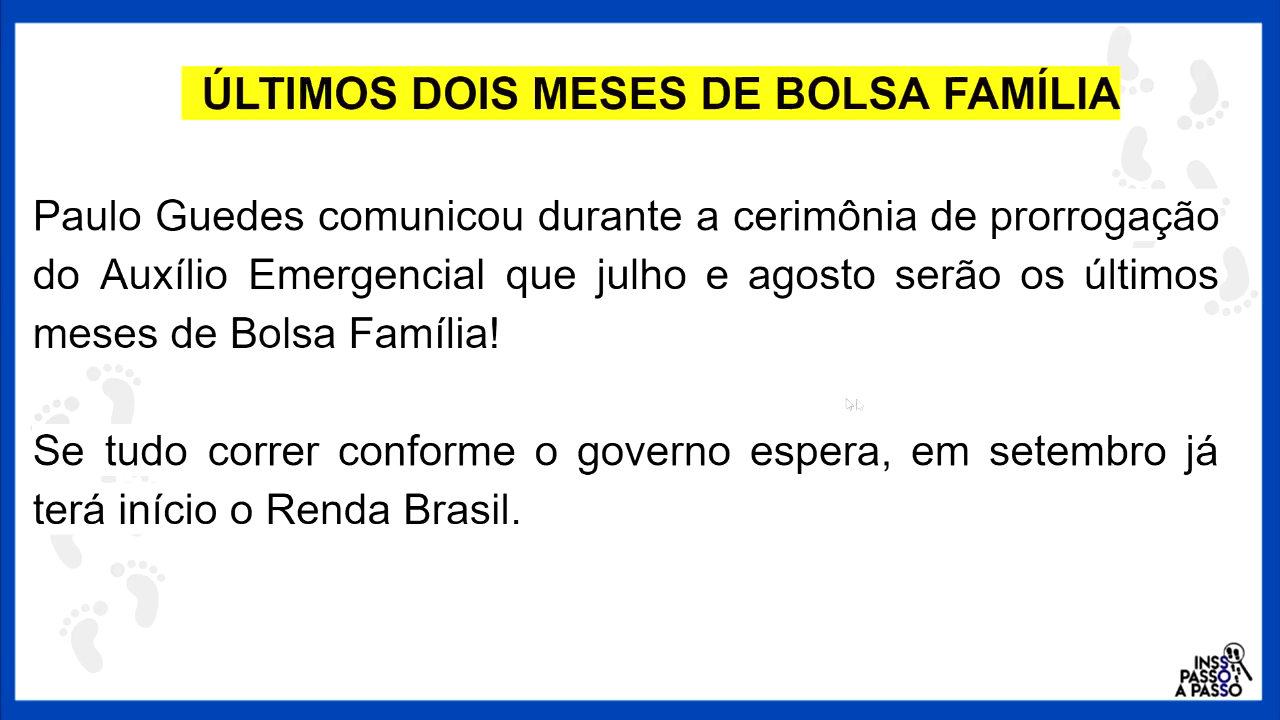 ÚLTIMOS DOIS MESES DE BOLSA FAMÍLIA
Paulo Guedes comunicou durante a cerimônia de prorrogação
do Auxílio Emergencial que julho e agosto serão os últimos
meses de Bolsa Família!
Se tudo correr conforme o governo espera, em setembro já
terá início o Renda Brasil.
INSS
PASSO
A PASSO